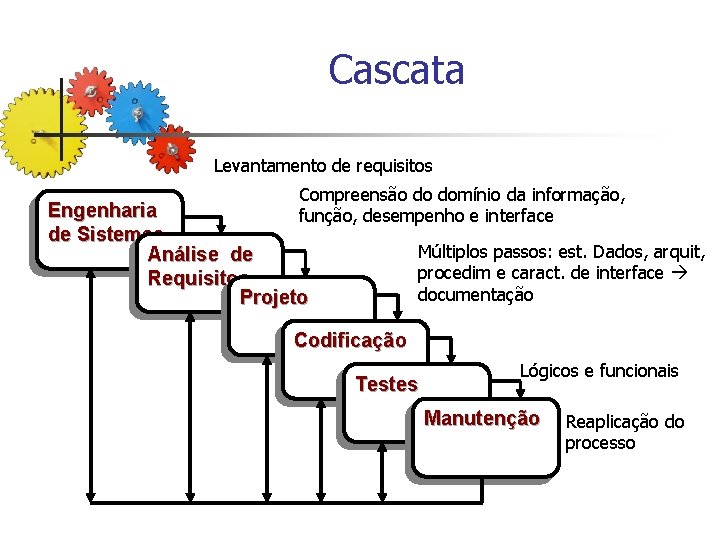 Cascata
Levantamento de requisitos
Compreensão do domínio da informação,
função, desempenho e interface
Engenharia
de Sistemas
Análise de
Requisitos
Múltiplos passos: est. Dados, arquit,
procedim e caract. de interface →
documentação
Projeto
Codificação
Lógicos e funcionais
Testes
Manutenção
Reaplicação do
processo